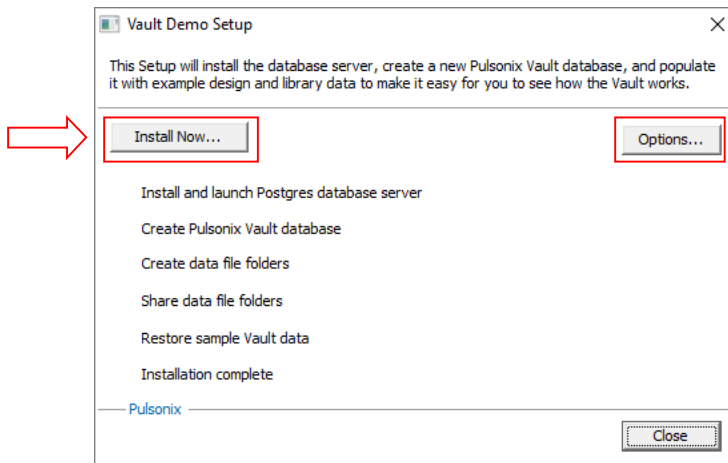 Vault Demo Setup
This Setup will install the database server, create a new Pulsonix Vault database, and populate
it with example design and library data to make it easy for you to see how the Vault works.
Install Now...
Options...
Install and launch Postgres database server
Create Pulsonix Vault database
Create data file folders
Share data file folders
Restore sample Vault data
Installation complete
Pulsonix
Close